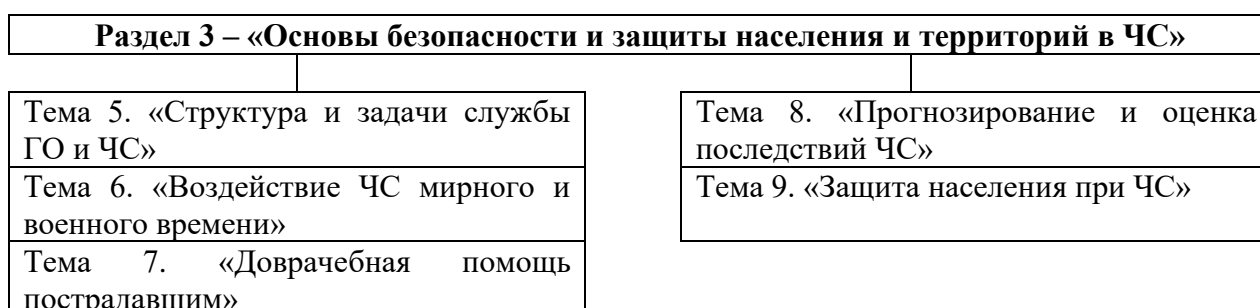 Раздел 3 – «Основы безопасности и защиты населения и территорий в ЧС»
Тема 5. «Структура и задачи службы
ГО и ЧС»
Тема 6. «Воздействие ЧС мирного и
военного времени»
Тема 7. «Доврачебная помощь
пострадавшим»
Тема 8. «Прогнозирование и оценка
последствий ЧС»
Тема 9. «Защита населения при ЧС»